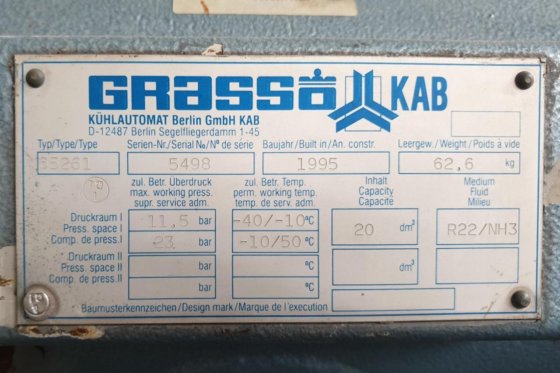 GRASSO KAB
KÜHLAUTOMAT Berlin GmbH KAB
D-12487 Berlin Segelfliegerdamm 1-45
Typ/Type/Type Serien-Nr./Serial No/Nº de série Baujahr/Built in/An. constr. Leergew./Weight/Poids à vide
5498 1995 62,6 kg
zul. Betr. Überdruck zul. Betr. Temp. Inhalt Medium
max. working press. perm. working temp. Capacity Fluid
supr. service adm. temp. de serv. adm. Capacite Milieu
Druckraum I 11,5 bar -40/-10 °C
Press. space I 20 dm³ R22/NH3
Comp. de press. I 23 bar -10/50 °C
Druckraum II bar °C
Press. space II dm³
Comp. de press. II bar °C
Baumusterkennzeichen/Design mark/Marque de l'execution